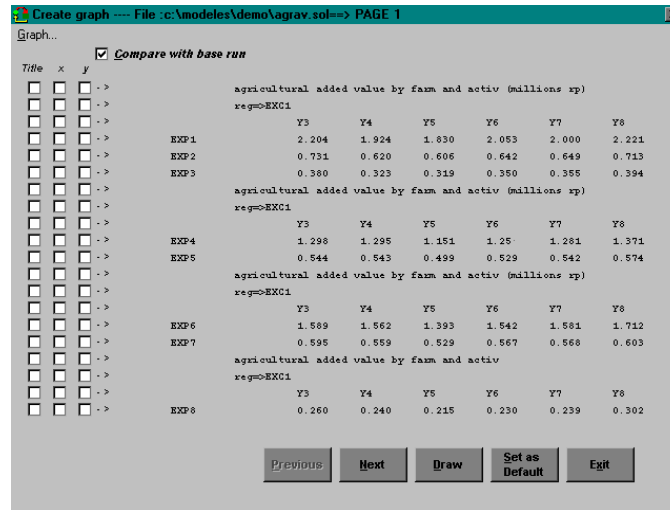 Create graph ---- File :c:\modeles\demo\agrav.sol==> PAGE 1
Graph...
Compare with base run
Title x y
- > agricultural added value by farm and activ (millions rp)
- > reg=>EXC1
- > Y3 Y4 Y5 Y6 Y7 Y8
- > EXP1 2.204 1.924 1.830 2.053 2.000 2.221
- > EXP2 0.731 0.620 0.606 0.642 0.649 0.713
- > EXP3 0.380 0.323 0.319 0.350 0.355 0.394
- > agricultural added value by farm and activ (millions rp)
- > reg=>EXC1
- > Y3 Y4 Y5 Y6 Y7 Y8
- > EXP4 1.298 1.295 1.151 1.25 1.281 1.371
- > EXP5 0.544 0.543 0.499 0.529 0.542 0.574
- > agricultural added value by farm and activ (millions rp)
- > reg=>EXC1
- > Y3 Y4 Y5 Y6 Y7 Y8
- > EXP6 1.589 1.562 1.393 1.542 1.581 1.712
- > EXP7 0.595 0.559 0.529 0.567 0.568 0.603
- > agricultural added value by farm and activ
- > reg=>EXC1
- > Y3 Y4 Y5 Y6 Y7 Y8
- > EXP8 0.260 0.240 0.215 0.230 0.239 0.302
Previous Next Draw Set as Default Exit